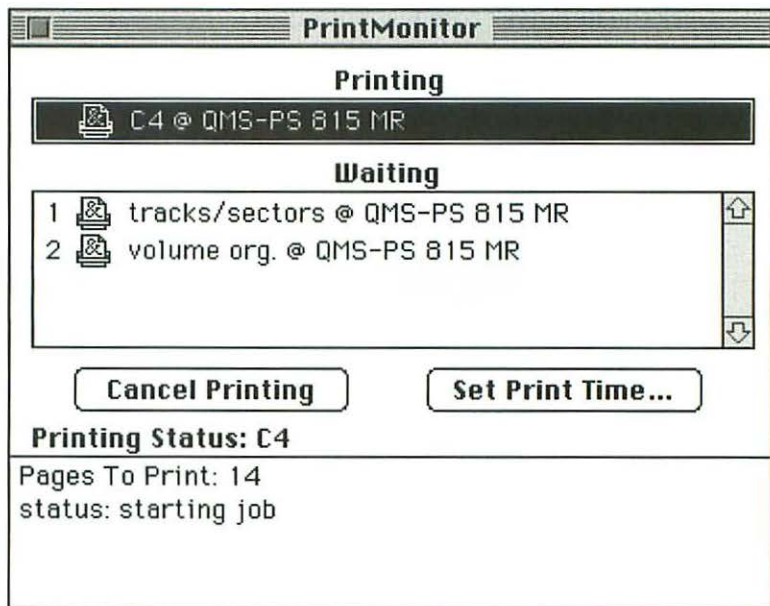 PrintMonitor
Printing
C4 @ QMS-PS 815 MR
Waiting
1 tracks/sectors @ QMS-PS 815 MR
2 volume org. @ QMS-PS 815 MR
Cancel Printing Set Print Time...
Printing Status: C4
Pages To Print: 14
status: starting job